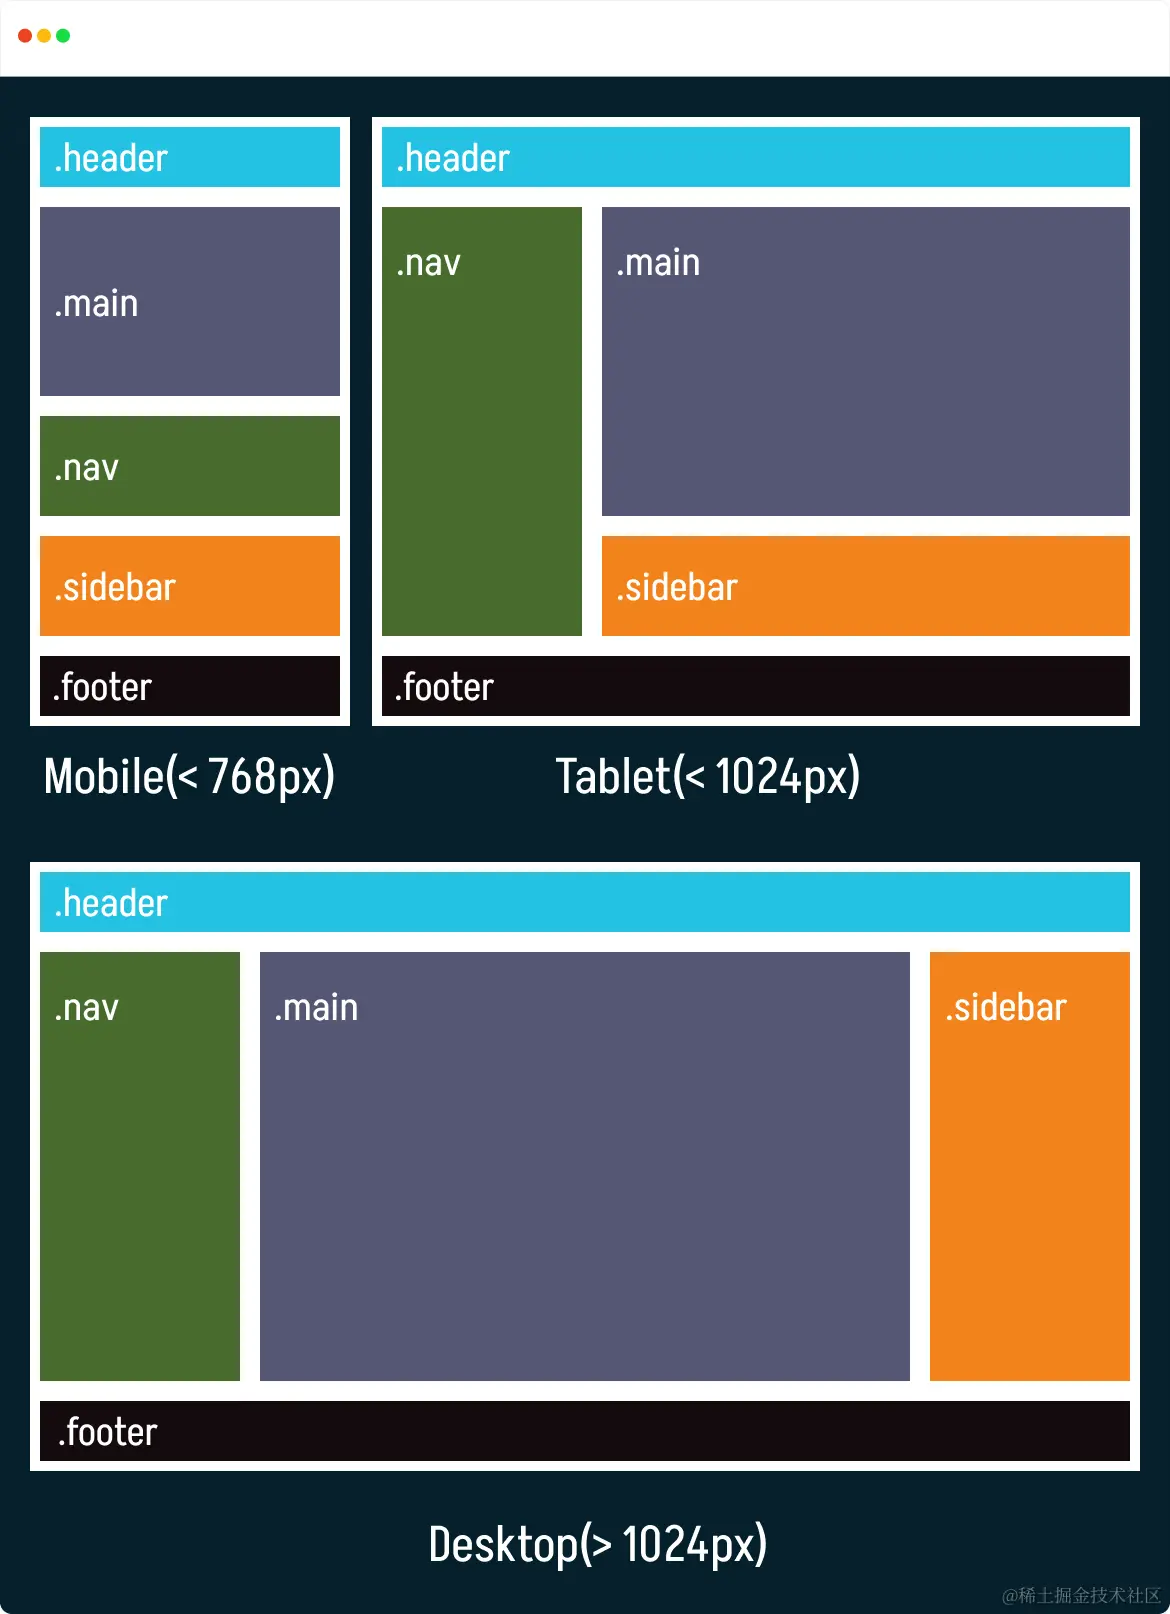 .header
.main
.nav
.sidebar
.footer
Mobile(< 768px)
.header
.nav
.main
.sidebar
.footer
Tablet(< 1024px)
.header
.nav
.main
.sidebar
.footer
Desktop(> 1024px)
@稀土掘金技术社区